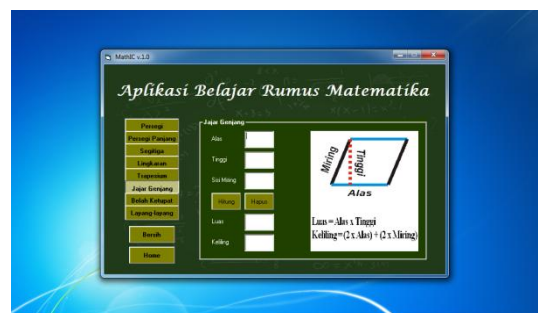 MathIC v.1.0
Aplikasi Belajar Rumus Matematika
Persegi
Persegi Panjang
Segitiga
Lingkaran
Trapesium
Jajar Genjang
Belah Ketupat
Layang-layang
Bersih
Home
Jajar Genjang
Alas
Tinggi
Sisi Miring
Hitung Hapus
Luas
Keliling
Miring
Tinggi
Alas
Luas = Alas x Tinggi
Keliling = (2 x Alas) + (2 x Miring)